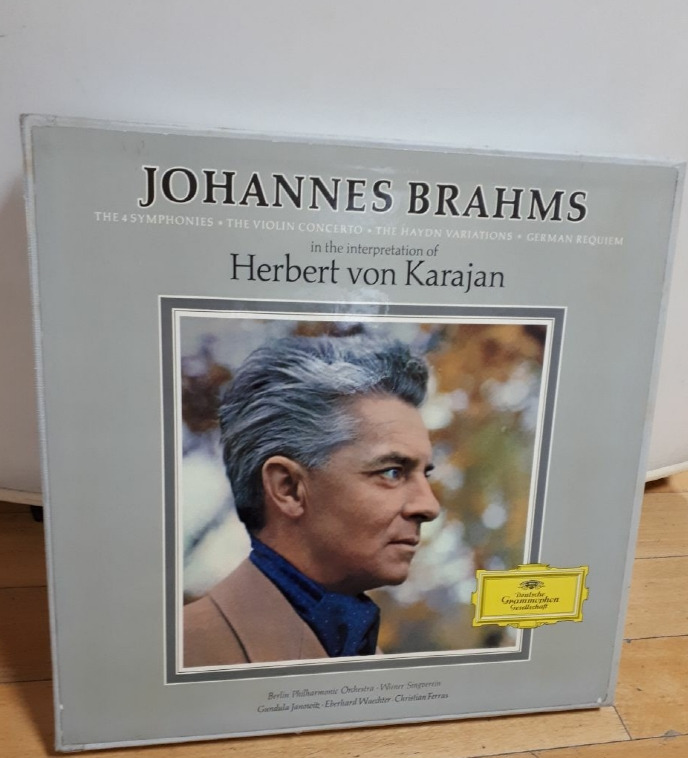 JOHANNES BRAHMS
THE 4 SYMPHONIES • THE VIOLIN CONCERTO • THE HAYDN VARIATIONS • GERMAN REQUIEM
in the interpretation of
Herbert von Karajan
Deutsche
Grammophon
Gesellschaft
Berlin Philharmonic Orchestra · Wiener Singverein
Gundula Janowitz · Eberhard Waechter · Christian Ferras